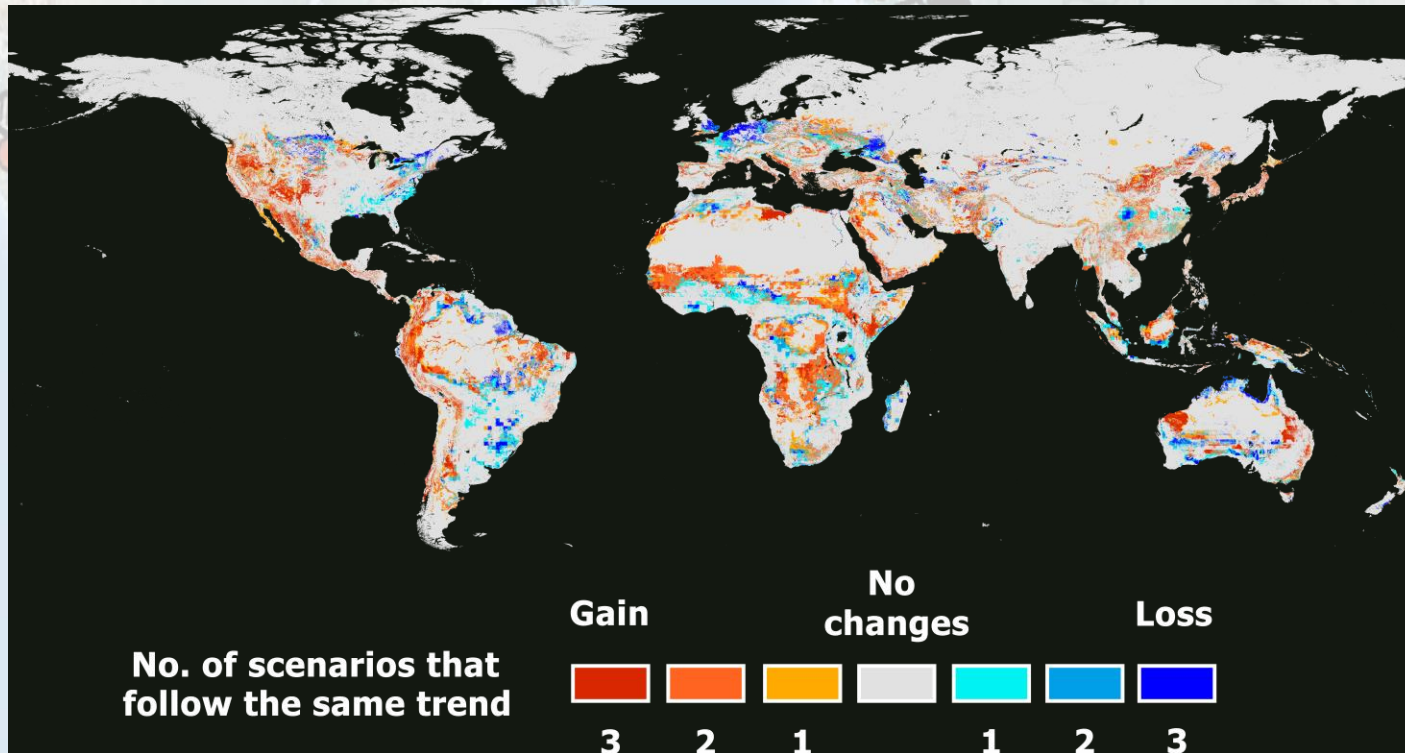 Gain
No
changes
Loss
No. of scenarios that
follow the same trend
3 2 1 1 2 3